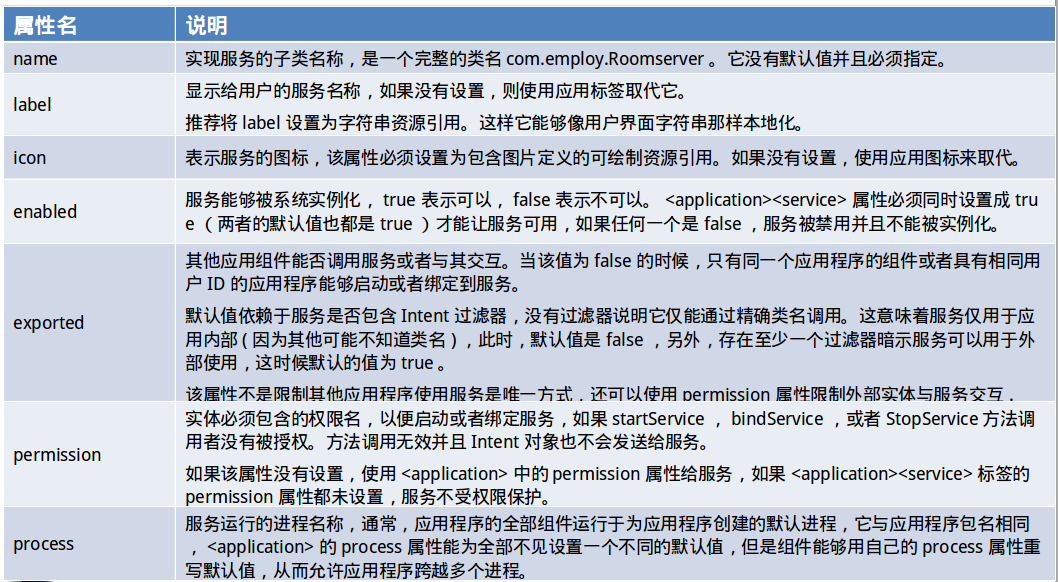 属性名
说明
name
实现服务的子类名称，是一个完整的类名 com.employ.Roomserver 。它没有默认值并且必须指定。
label
显示给用户的服务名称，如果没有设置，则使用应用标签取代它。
推荐将 label 设置为字符串资源引用。这样它能够像用户界面字符串那样本地化。
icon
表示服务的图标，该属性必须设置为包含图片定义的可绘制资源引用。如果没有设置，使用应用图标来取代。
enabled
服务能够被系统实例化， true 表示可以， false 表示不可以。 <application><service> 属性必须同时设置成 tru
e （两者的默认值也都是 true ）才能让服务可用，如果任何一个是 false ，服务被禁用并且不能被实例化。
exported
其他应用组件能否调用服务或者与其交互。当该值为 false 的时候，只有同一个应用程序的组件或者具有相同用
户 ID 的应用程序能够启动或者绑定到服务。
默认值依赖于服务是否包含 Intent 过滤器，没有过滤器说明它仅能通过精确类名调用。这意味着服务仅用于应
用内部 ( 因为其他可能不知道类名 ) ，此时，默认值是 false ，另外，存在至少一个过滤器暗示服务可以用于外
部使用，这时候默认的值为 true 。
该属性不是限制其他应用程序使用服务是唯一方式，还可以使用 permission 属性限制外部实体与服务交互．
permission
实体必须包含的权限名，以便启动或者绑定服务，如果 startService ， bindService ，或者 StopService 方法调
用者没有被授权。方法调用无效并且 Intent 对象也不会发送给服务。
如果该属性没有设置，使用 <application> 中的 permission 属性给服务，如果 <application><service> 标签的
permission 属性都未设置，服务不受权限保护。
process
服务运行的进程名称，通常，应用程序的全部组件运行于为应用程序创建的默认进程，它与应用程序包名相同
， <application> 的 process 属性能为全部不见设置一个不同的默认值，但是组件能够用自己的 process 属性重
写默认值，从而允许应用程序跨越多个进程。